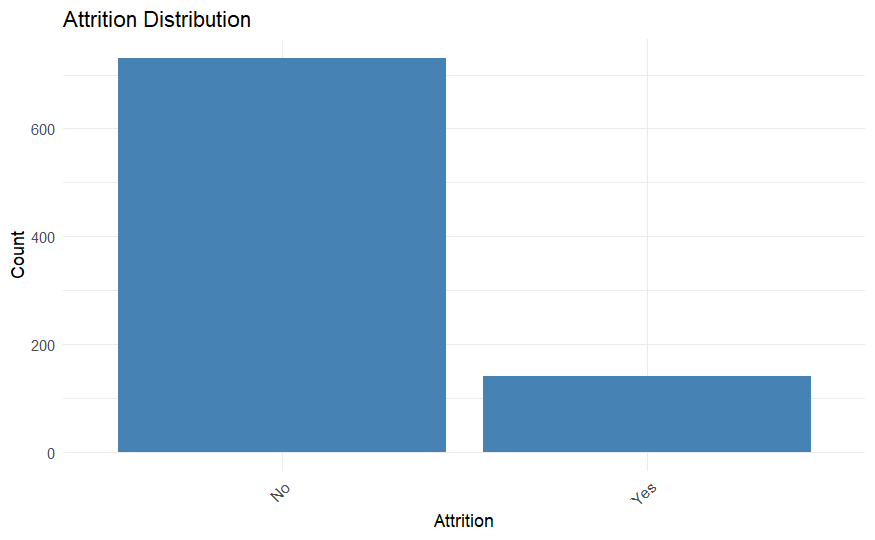 Attrition Distribution
600
400
200
0
Count
No
Yes
Attrition